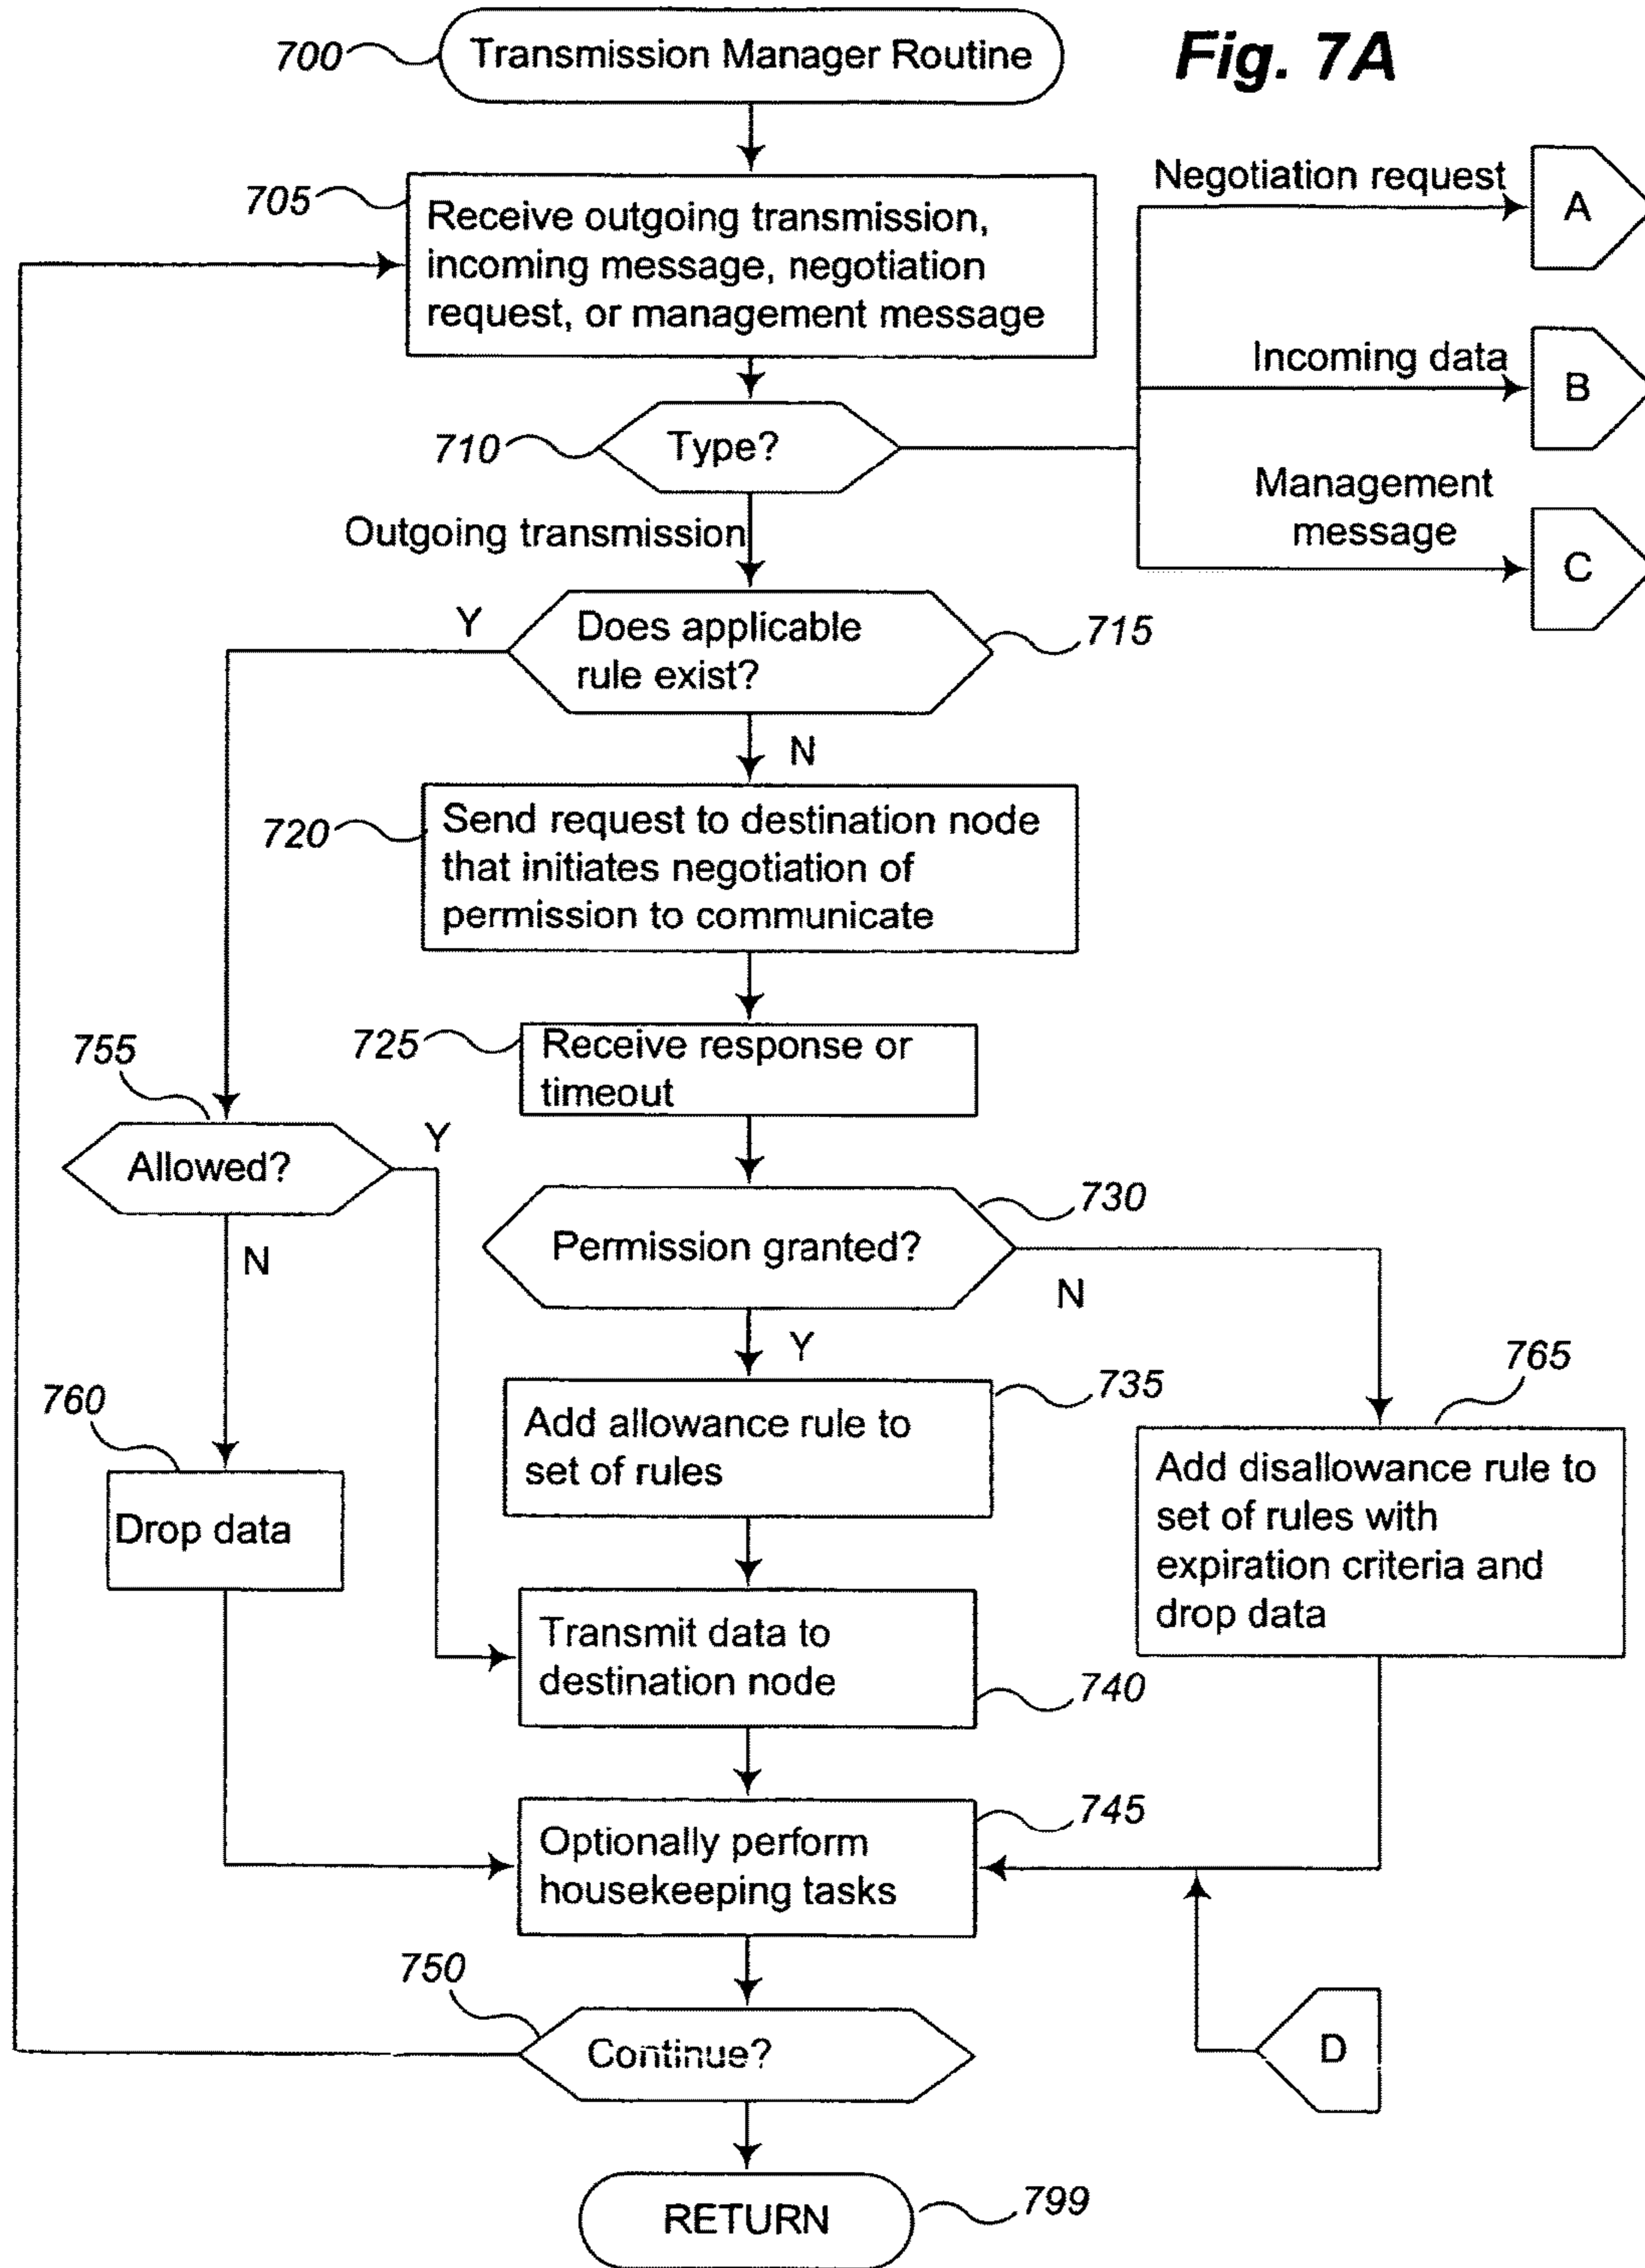 700
Transmission Manager Routine
Fig. 7A
705
Receive outgoing transmission,
incoming message, negotiation
request, or management message
Negotiation request
A
Incoming data
B
Management
message
C
710
Type?
Outgoing transmission
Y
Does applicable
rule exist?
715
N
720
Send request to destination node
that initiates negotiation of
permission to communicate
725
Receive response or
timeout
755
Allowed?
Y
N
730
Permission granted?
N
Y
735
Add allowance rule to
set of rules
765
Add disallowance rule to
set of rules with
expiration criteria and
drop data
760
Drop data
Transmit data to
destination node
740
745
Optionally perform
housekeeping tasks
750
Continue?
D
RETURN
799